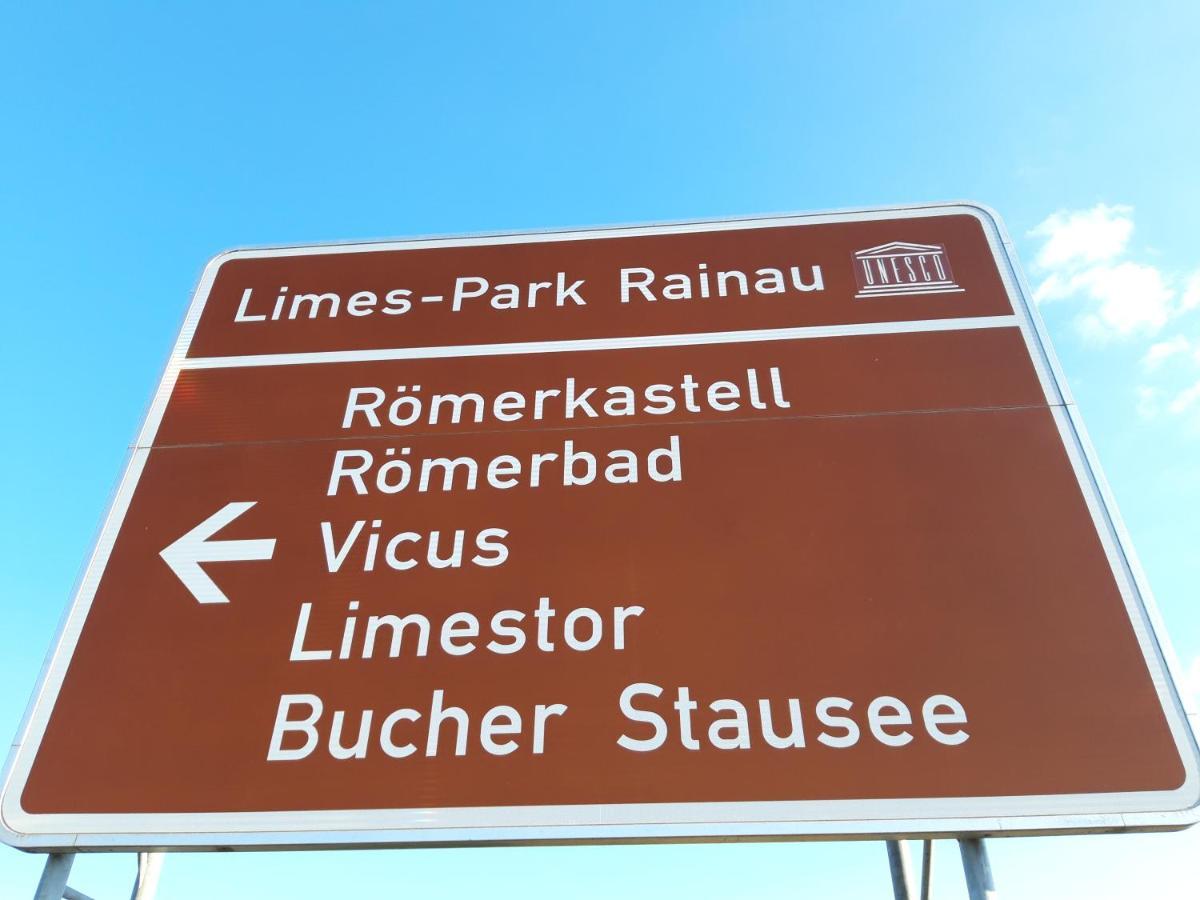 Limes-Park Rainau
UNESCO
Römerkastell
Römerbad
Vicus
Limestor
Bucher Stausee